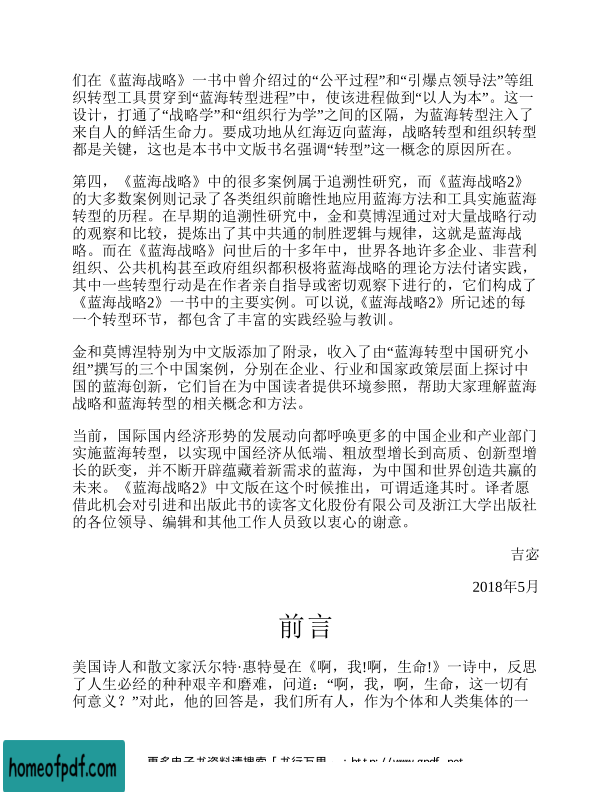 们在《蓝海战略》一书中曾介绍过的“公平过程”和“引爆点领导法”等组
织转型工具贯穿到“蓝海转型进程”中，使该进程做到“以人为本”。这一
设计，打通了“战略学”和“组织行为学”之间的区隔，为蓝海转型注入了
来自人的鲜活生命力。要成功地从红海迈向蓝海，战略转型和组织转型
都是关键，这也是本书中文版书名强调“转型”这一概念的原因所在。
第四，《蓝海战略》中的很多案例属于追溯性研究，而《蓝海战略2》
的大多数案例则记录了各类组织前瞻性地应用蓝海方法和工具实施蓝海
转型的历程。在早期的追溯性研究中，金和莫博涅通过对大量战略行动
的观察和比较，提炼出了其中共通的制胜逻辑与规律，这就是蓝海战
略。而在《蓝海战略》问世后的十多年中，世界各地许多企业、非营利
组织、公共机构甚至政府组织都积极将蓝海战略的理论方法付诸实践，
其中一些转型行动是在作者亲自指导或密切观察下进行的，它们构成了
《蓝海战略2》一书中的主要实例。可以说,《蓝海战略2》所记述的每
一个转型环节，都包含了丰富的实践经验与教训。
金和莫博涅特别为中文版添加了附录，收入了由“蓝海转型中国研究小
组”撰写的三个中国案例，分别在企业、行业和国家政策层面上探讨中
国的蓝海创新，它们旨在为中国读者提供环境参照，帮助大家理解蓝海
战略和蓝海转型的相关概念和方法。
当前，国际国内经济形势的发展动向都呼唤更多的中国企业和产业部门
实施蓝海转型，以实现中国经济从低端、粗放型增长到高质、创新型增
长的跃变，并不断开辟蕴藏着新需求的蓝海，为中国和世界创造共赢的
未来。《蓝海战略2》中文版在这个时候推出，可谓适逢其时。译者愿
借此机会对引进和出版此书的读客文化股份有限公司及浙江大学出版社
的各位领导、编辑和其他工作人员致以衷心的谢意。
吉宓
2018年5月
前言
美国诗人和散文家沃尔特·惠特曼在《啊，我!啊，生命!》一诗中，反思
了人生必经的种种艰辛和磨难，问道：“啊，我，啊，生命，这一切有
何意义？”对此，他的回答是，我们所有人，作为个体和人类集体的一
homeofpdf.com